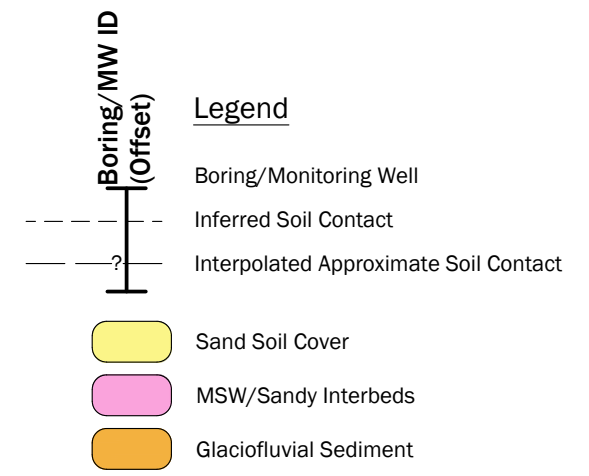 Boring/MW ID
(Offset)
Legend
Boring/Monitoring Well
Inferred Soil Contact
?
Interpolated Approximate Soil Contact
Sand Soil Cover
MSW/Sandy Interbeds
Glaciofluvial Sediment